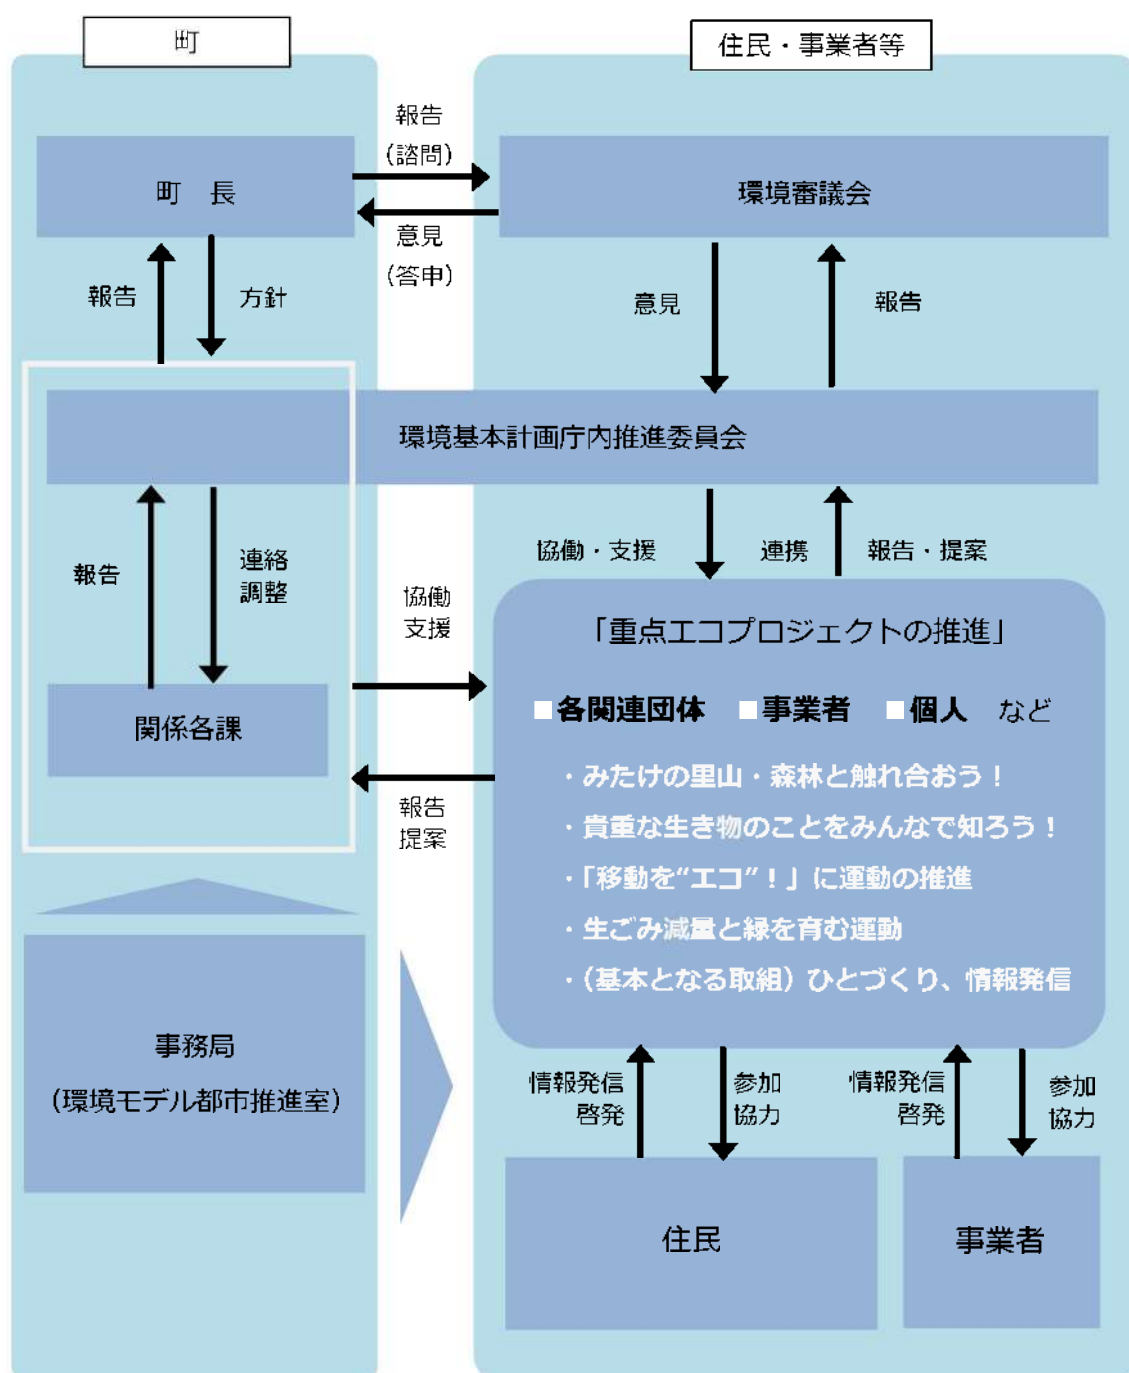 町
住民・事業者等
報告
（諮問）
町　長
環境審議会
意見
（答申）
報告
方針
意見
報告
環境基本計画庁内推進委員会
報告
連絡
調整
協働・支援
連携
報告・提案
協働
支援
「重点エコプロジェクトの推進」
■各関連団体　■事業者　■個人　など
関係各課
・みたけの里山・森林と触れ合おう！
・貴重な生き物のことをみんなで知ろう！
・「移動を“エコ”！」に運動の推進
・生ごみ減量と緑を育む運動
・（基本となる取組）ひとづくり、情報発信
報告
提案
事務局
（環境モデル都市推進室）
情報発信
啓発
参加
協力
情報発信
啓発
参加
協力
住民
事業者